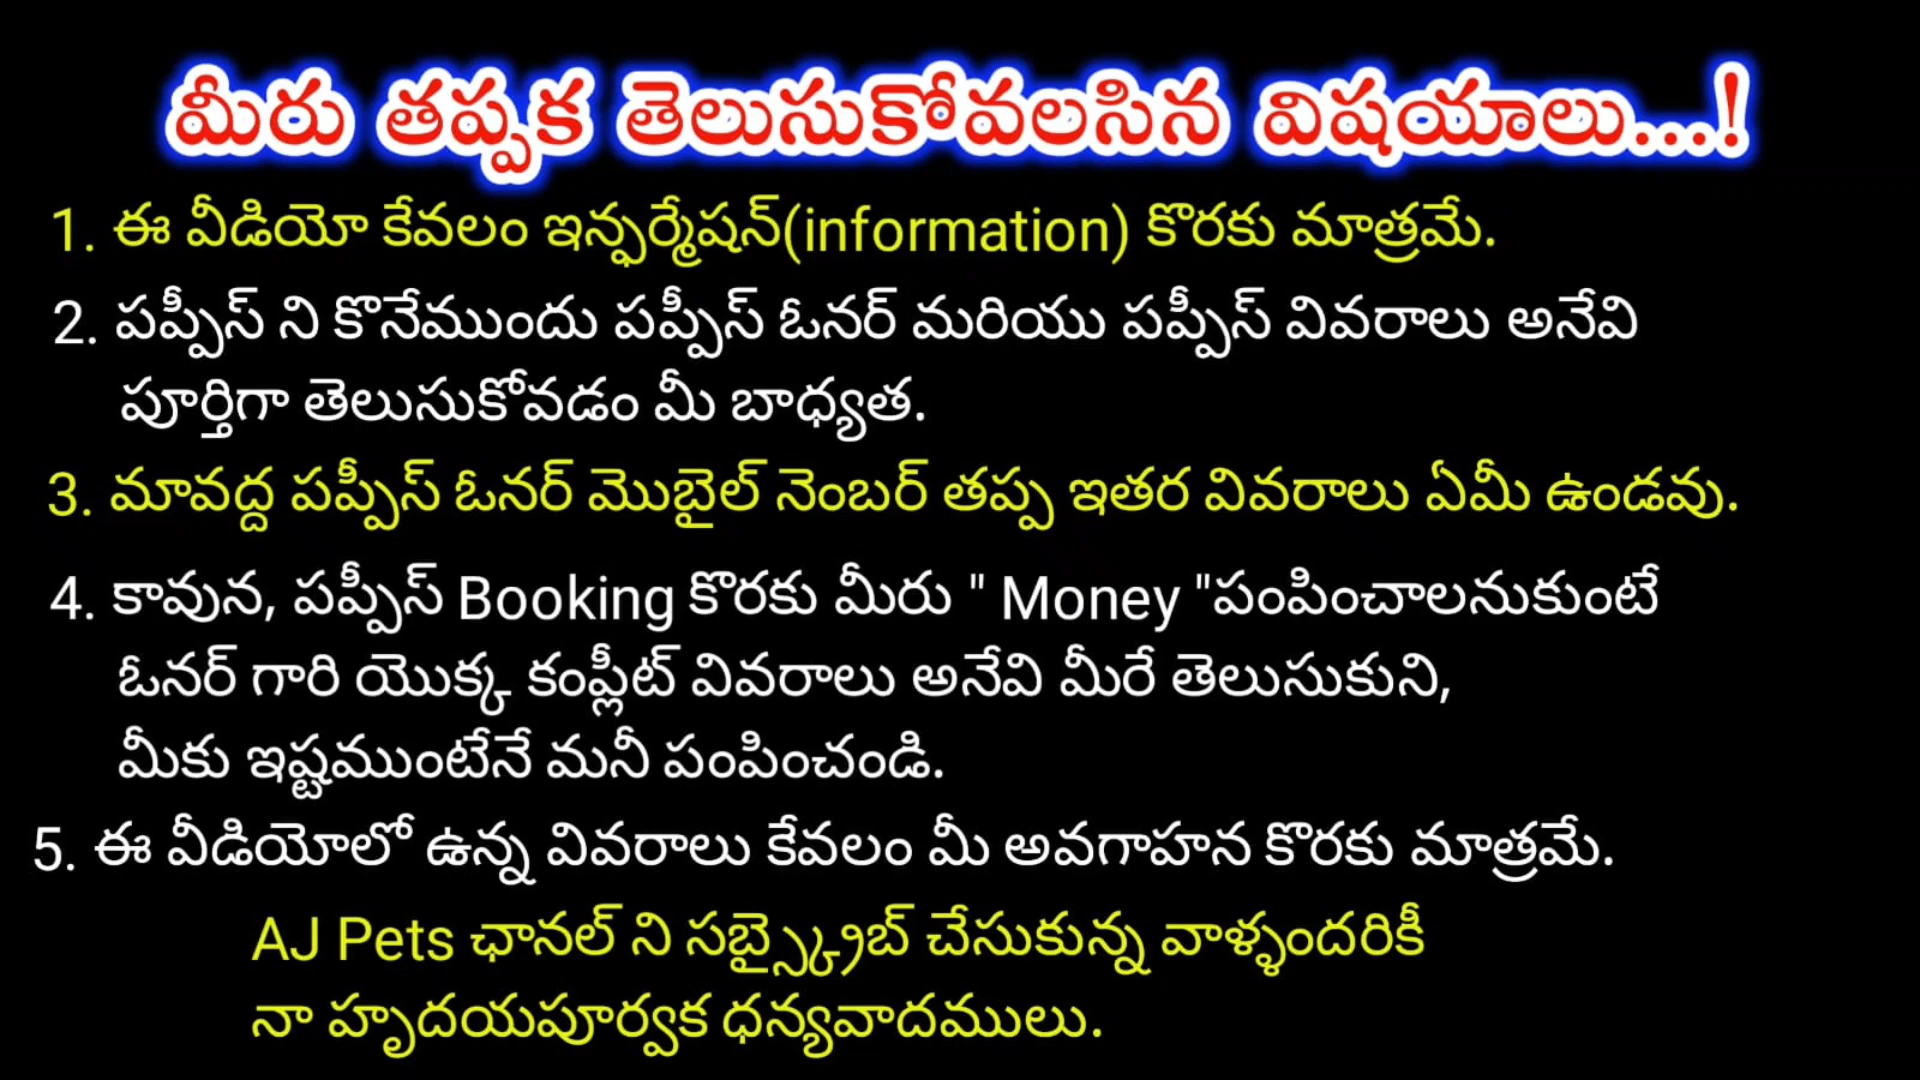 మీరు తప్పక తెలుసుకోవలసిన విషయాలు...!
1. ఈ వీడియో కేవలం ఇన్ఫర్మేషన్(information) కొరకు మాత్రమే.
2. పప్పీస్ ని కొనేముందు పప్పీస్ ఓనర్ మరియు పప్పీస్ వివరాలు అనేవి
పూర్తిగా తెలుసుకోవడం మీ బాధ్యత.
3. మావద్ద పప్పీస్ ఓనర్ మొబైల్ నెంబర్ తప్ప ఇతర వివరాలు ఏమీ ఉండవు.
4. కావున, పప్పీస్ Booking కొరకు మీరు " Money "పంపించాలనుకుంటే
ఓనర్ గారి యొక్క కంప్లీట్ వివరాలు అనేవి మీరే తెలుసుకుని,
మీకు ఇష్టముంటేనే మనీ పంపించండి.
5. ఈ వీడియోలో ఉన్న వివరాలు కేవలం మీ అవగాహన కొరకు మాత్రమే.
AJ Pets ఛానల్ ని సబ్స్క్రైబ్ చేసుకున్న వాళ్ళందరికీ
నా హృదయపూర్వక ధన్యవాదములు.